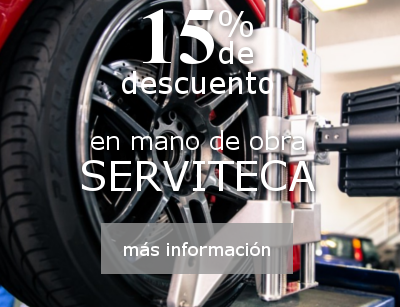 15%
de
descuento
en mano de obra
SERVITECA
más información